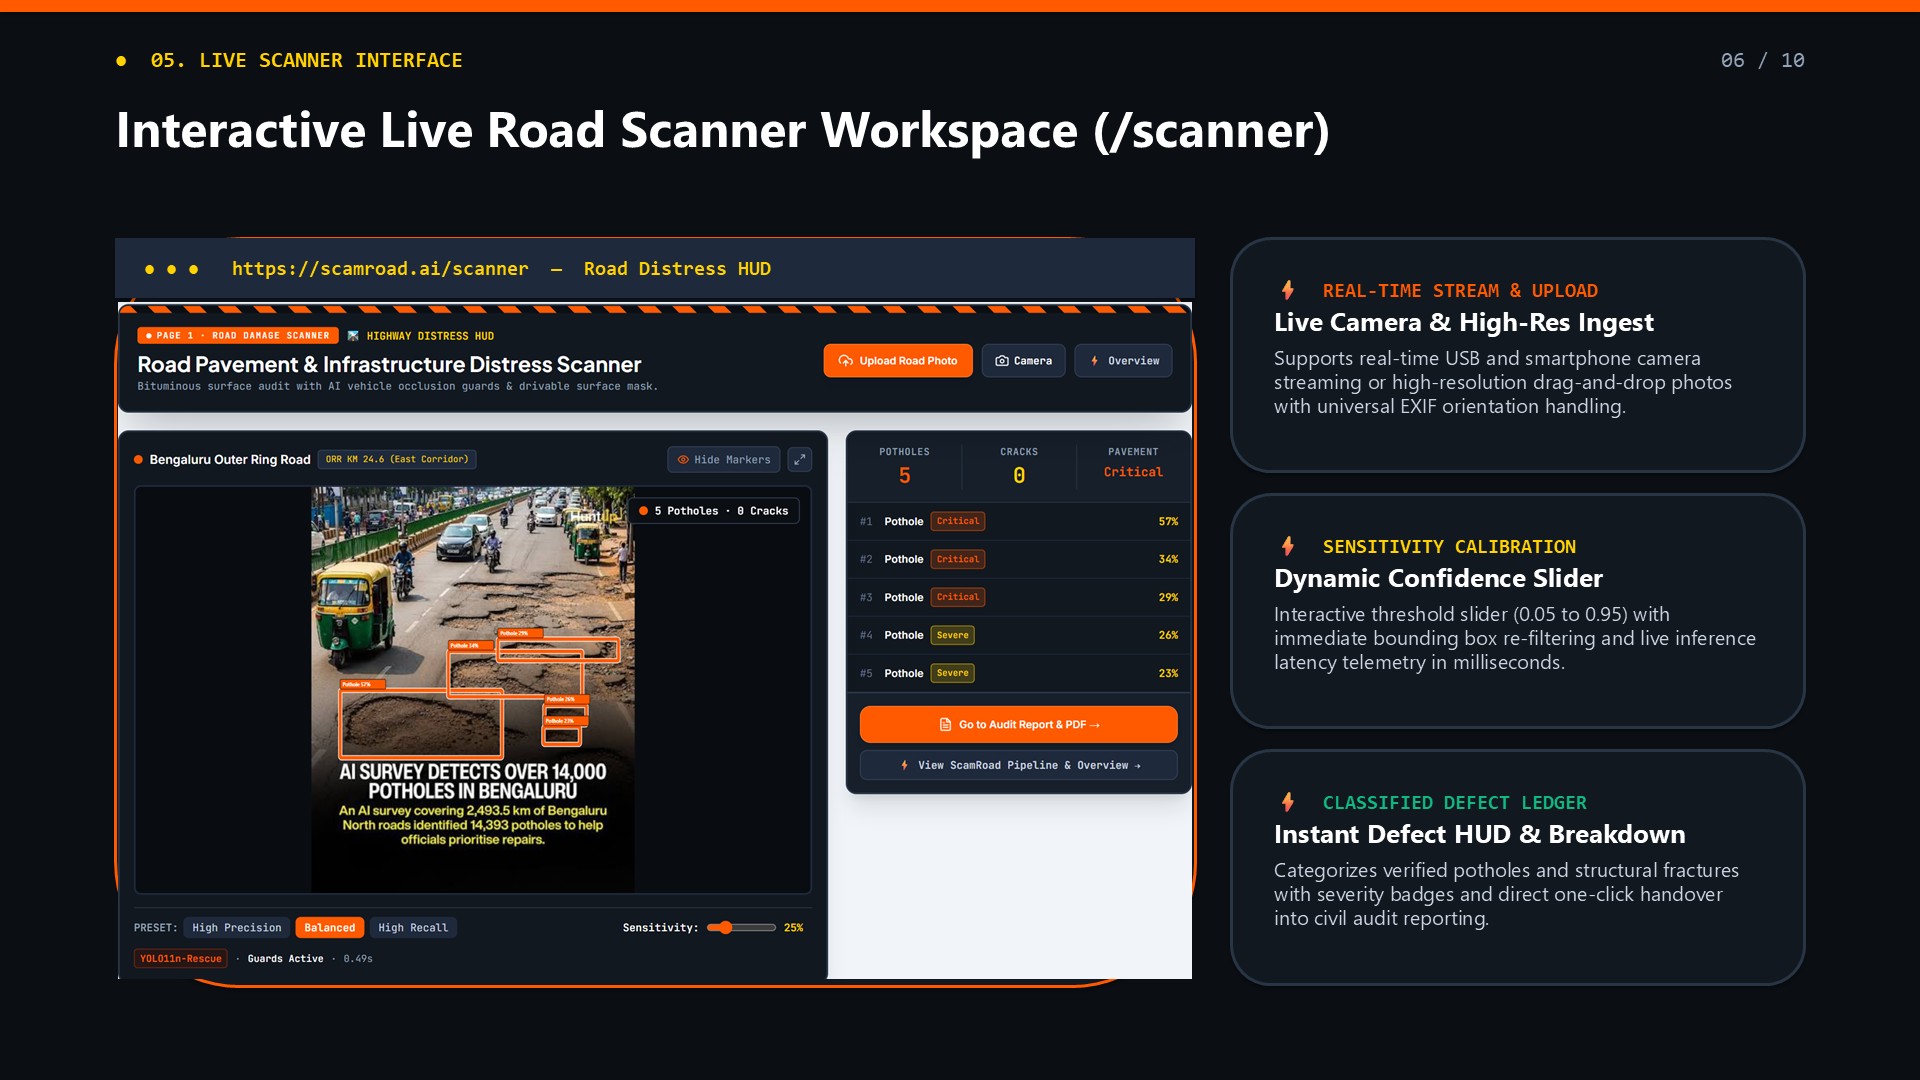 05. LIVE SCANNER INTERFACE
06 / 10
Interactive Live Road Scanner Workspace (/scanner)
https://scamroad.ai/scanner — Road Distress HUD
PAGE 1 · ROAD DAMAGE SCANNER
HIGHWAY DISTRESS HUD
Road Pavement & Infrastructure Distress Scanner
Bituminous surface audit with AI vehicle occlusion guards & drivable surface mask.
Upload Road Photo
Camera
Overview
Bengaluru Outer Ring Road
ORR KM 24.6 (East Corridor)
Hide Markers
5 Potholes · 0 Cracks
Pothole 29%
Pothole 34%
Pothole 57%
Pothole 26%
Pothole 23%
AI SURVEY DETECTS OVER 14,000
POTHOLES IN BENGALURU
An AI survey covering 2,493.5 km of Bengaluru
North roads identified 14,393 potholes to help
officials prioritise repairs.
PRESET: High Precision Balanced High Recall
Sensitivity: 25%
YOLO11n-Rescue · Guards Active · 0.49s
POTHOLES
5
CRACKS
0
PAVEMENT
Critical
#1 Pothole Critical 57%
#2 Pothole Critical 34%
#3 Pothole Critical 29%
#4 Pothole Severe 26%
#5 Pothole Severe 23%
Go to Audit Report & PDF →
View ScamRoad Pipeline & Overview →
REAL-TIME STREAM & UPLOAD
Live Camera & High-Res Ingest
Supports real-time USB and smartphone camera
streaming or high-resolution drag-and-drop photos
with universal EXIF orientation handling.
SENSITIVITY CALIBRATION
Dynamic Confidence Slider
Interactive threshold slider (0.05 to 0.95) with
immediate bounding box re-filtering and live inference
latency telemetry in milliseconds.
CLASSIFIED DEFECT LEDGER
Instant Defect HUD & Breakdown
Categorizes verified potholes and structural fractures
with severity badges and direct one-click handover
into civil audit reporting.